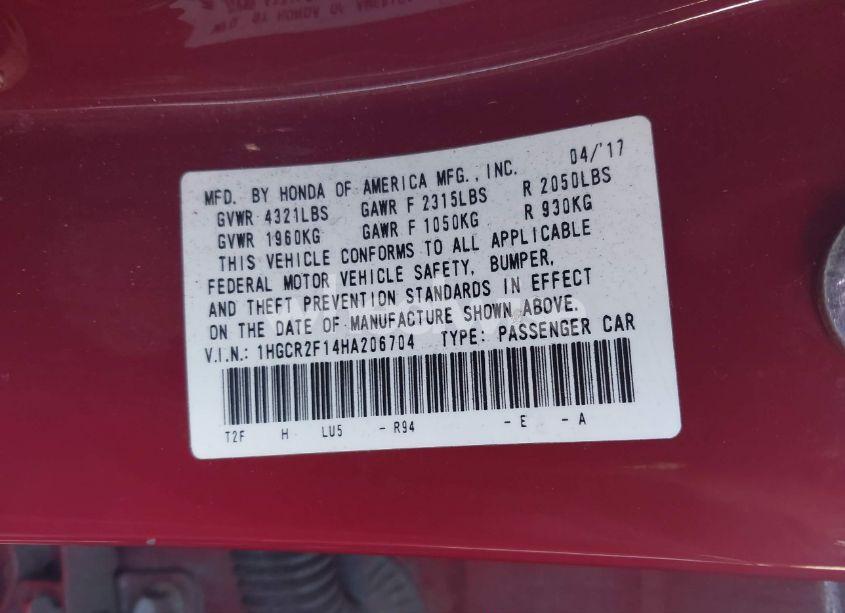 MFD. BY HONDA OF AMERICA MFG., INC. 04/'17
GVWR 4321LBS GAWR F 2315LBS R 2050LBS
GVWR 1960KG GAWR F 1050KG R 930KG
THIS VEHICLE CONFORMS TO ALL APPLICABLE
FEDERAL MOTOR VEHICLE SAFETY, BUMPER,
AND THEFT PREVENTION STANDARDS IN EFFECT
ON THE DATE OF MANUFACTURE SHOWN ABOVE.
V.I.N.: 1HGCR2F14HA206704 TYPE: PASSENGER CAR
T2F H LU5 - R94 - E - A